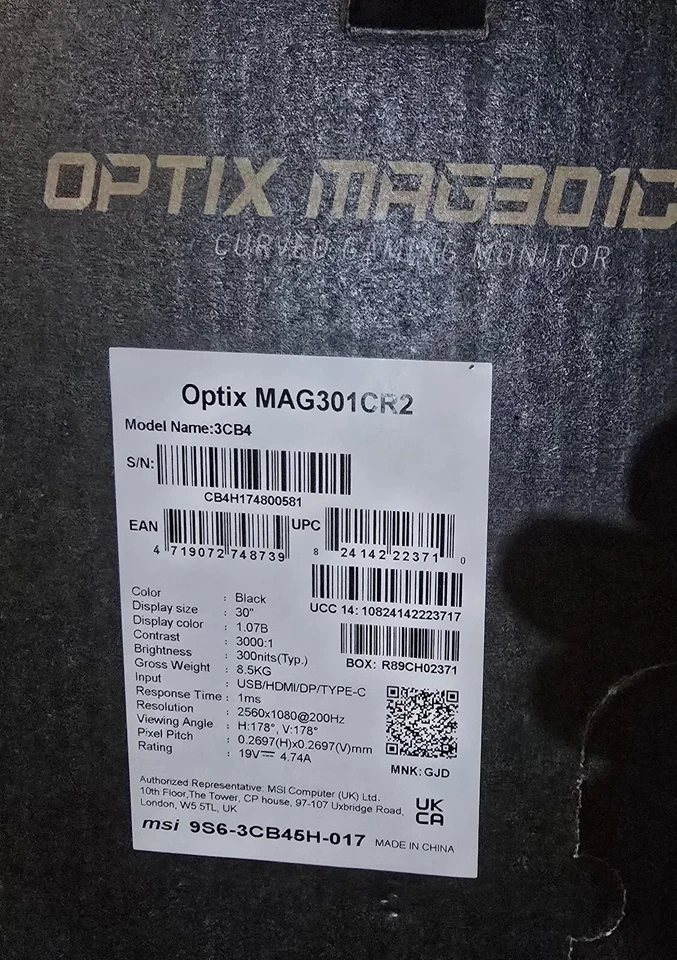 OPTIX MAG301C
CURVED GAMING MONITOR
Optix MAG301CR2
Model Name:3CB4
S/N:
CB4H174800581
EAN
4 719072 748739
UPC
8 24142 22371 0
UCC 14: 10824142223717
BOX: R89CH02371
Color : Black
Display size : 30"
Display color : 1.07B
Contrast : 3000:1
Brightness : 300nits(Typ.)
Gross Weight : 8.5KG
Input : USB/HDMI/DP/TYPE-C
Response Time : 1ms
Resolution : 2560x1080@200Hz
Viewing Angle : H:178°, V:178°
Pixel Pitch : 0.2697(H)x0.2697(V)mm
Rating : 19V⎓ 4.74A
MNK: GJD
Authorized Representative: MSI Computer (UK) Ltd.
10th Floor,The Tower, CP house, 97-107 Uxbridge Road,
London, W5 5TL, UK
UK
CA
msi 9S6-3CB45H-017 MADE IN CHINA